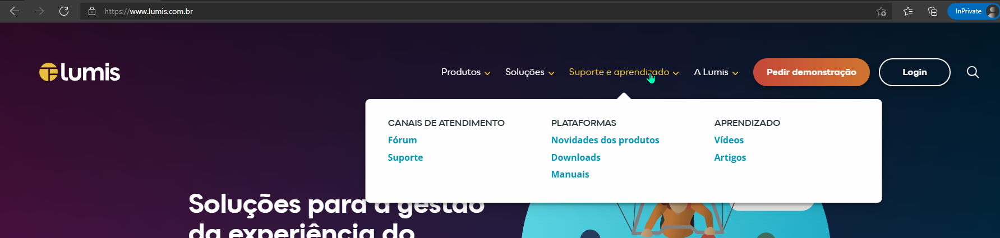 https://www.lumis.com.br
InPrivate
lumis
Produtos
Soluções
Suporte e aprendizado
A Lumis
Pedir demonstração
Login
CANAIS DE ATENDIMENTO
Fórum
Suporte
PLATAFORMAS
Novidades dos produtos
Downloads
Manuais
APRENDIZADO
Vídeos
Artigos
Soluções para a gestão
da experiência do